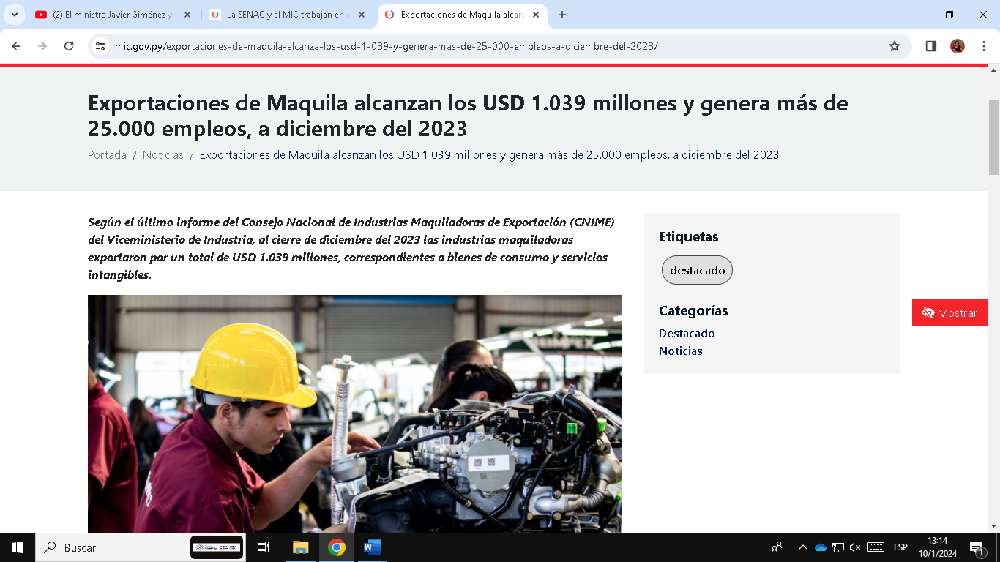 (2) El ministro Javier Giménez y
La SENAC y el MIC trabajan en
Exportaciones de Maquila alcan
mic.gov.py/exportaciones-de-maquila-alcanza-los-usd-1-039-y-genera-mas-de-25-000-empleos-a-diciembre-del-2023/
Exportaciones de Maquila alcanzan los USD 1.039 millones y genera más de
25.000 empleos, a diciembre del 2023
Portada / Noticias / Exportaciones de Maquila alcanzan los USD 1.039 millones y genera más de 25.000 empleos, a diciembre del 2023
Según el último informe del Consejo Nacional de Industrias Maquiladoras de Exportación (CNIME)
del Viceministerio de Industria, al cierre de diciembre del 2023 las industrias maquiladoras
exportaron por un total de USD 1.039 millones, correspondientes a bienes de consumo y servicios
intangibles.
Etiquetas
destacado
Categorías
Destacado
Noticias
Mostrar
Buscar
ESP
13:14
10/1/2024
1